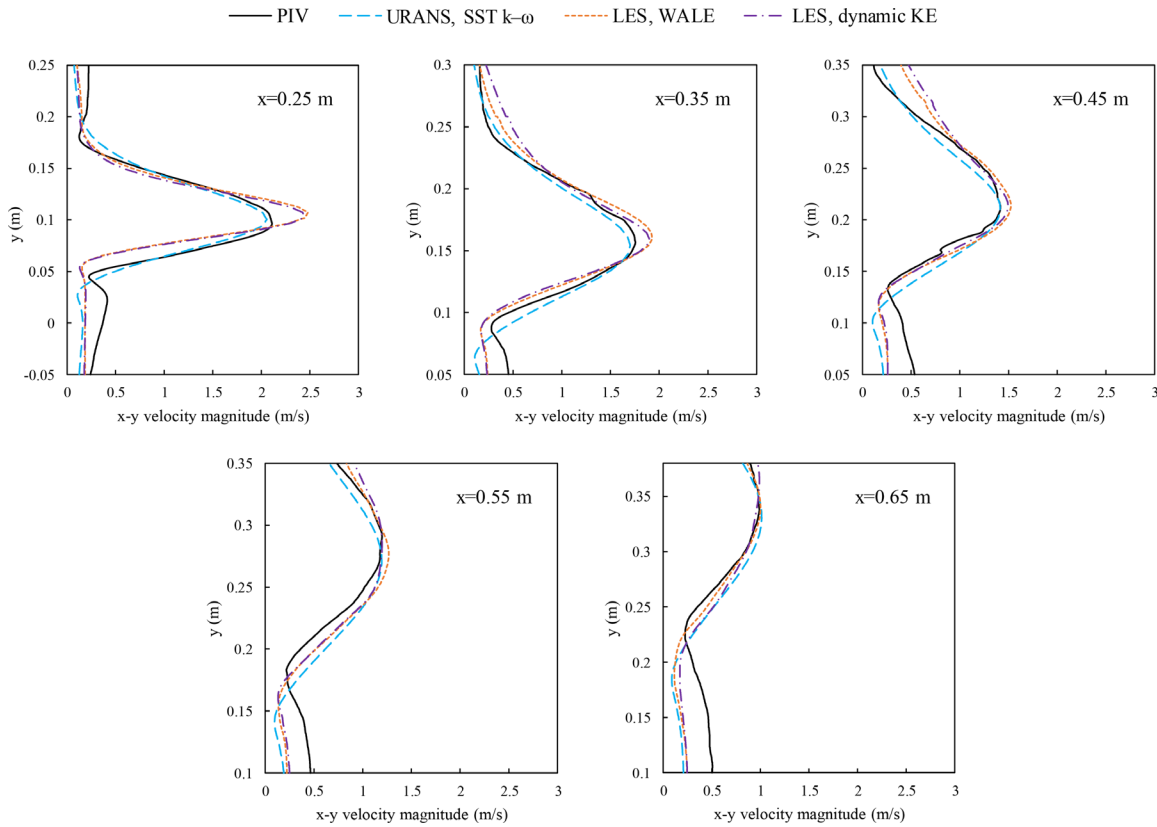 PIV URANS, SST k–ω LES, WALE LES, dynamic KE
0.25
0.2
0.15
0.1
0.05
0
-0.05
y (m)
x=0.25 m
0 0.5 1 1.5 2 2.5 3
x-y velocity magnitude (m/s)
0.3
0.25
0.2
0.15
0.1
0.05
y (m)
x=0.35 m
0 0.5 1 1.5 2 2.5 3
x-y velocity magnitude (m/s)
0.35
0.3
0.25
0.2
0.15
0.1
0.05
y (m)
x=0.45 m
0 0.5 1 1.5 2 2.5 3
x-y velocity magnitude (m/s)
0.35
0.3
0.25
0.2
0.15
0.1
y (m)
x=0.55 m
0 0.5 1 1.5 2 2.5 3
x-y velocity magnitude (m/s)
0.35
0.3
0.25
0.2
0.15
0.1
y (m)
x=0.65 m
0 0.5 1 1.5 2 2.5 3
x-y velocity magnitude (m/s)